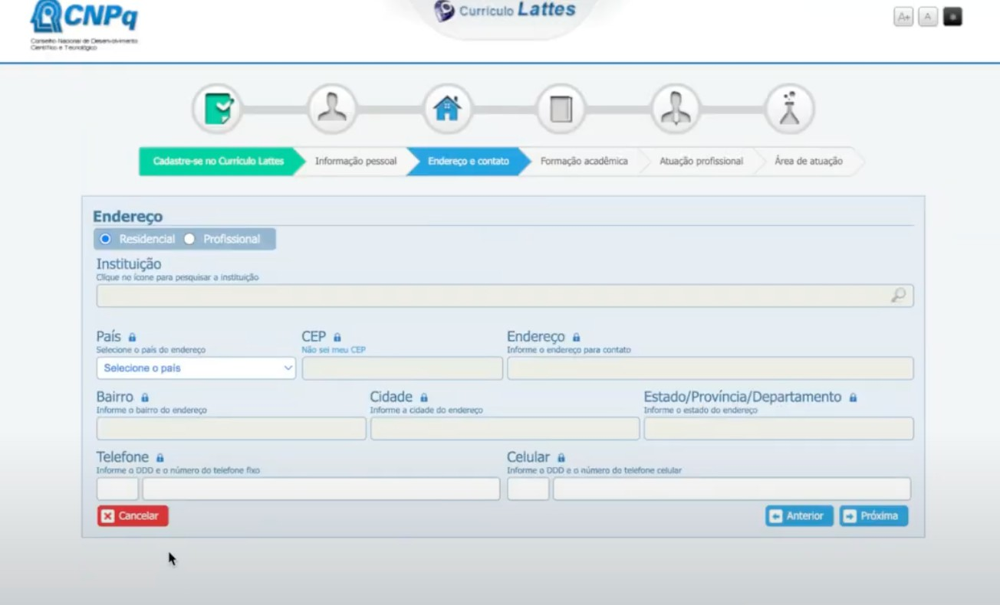 CNPq
Conselho Nacional de Desenvolvimento
Científico e Tecnológico
Currículo Lattes
A+ A
Cadastre-se no Currículo Lattes Informação pessoal Endereço e contato Formação acadêmica Atuação profissional Área de atuação
Endereço
Residencial Profissional
Instituição
Clique no ícone para pesquisar a instituição
País CEP Endereço
Selecione o país do endereço Não sei meu CEP Informe o endereço para contato
Selecione o país
Bairro Cidade Estado/Província/Departamento
Informe o bairro do endereço Informe a cidade do endereço Informe o estado do endereço
Telefone Celular
Informe o DDD e o número do telefone fixo Informe o DDD e o número do telefone celular
Cancelar Anterior Próxima